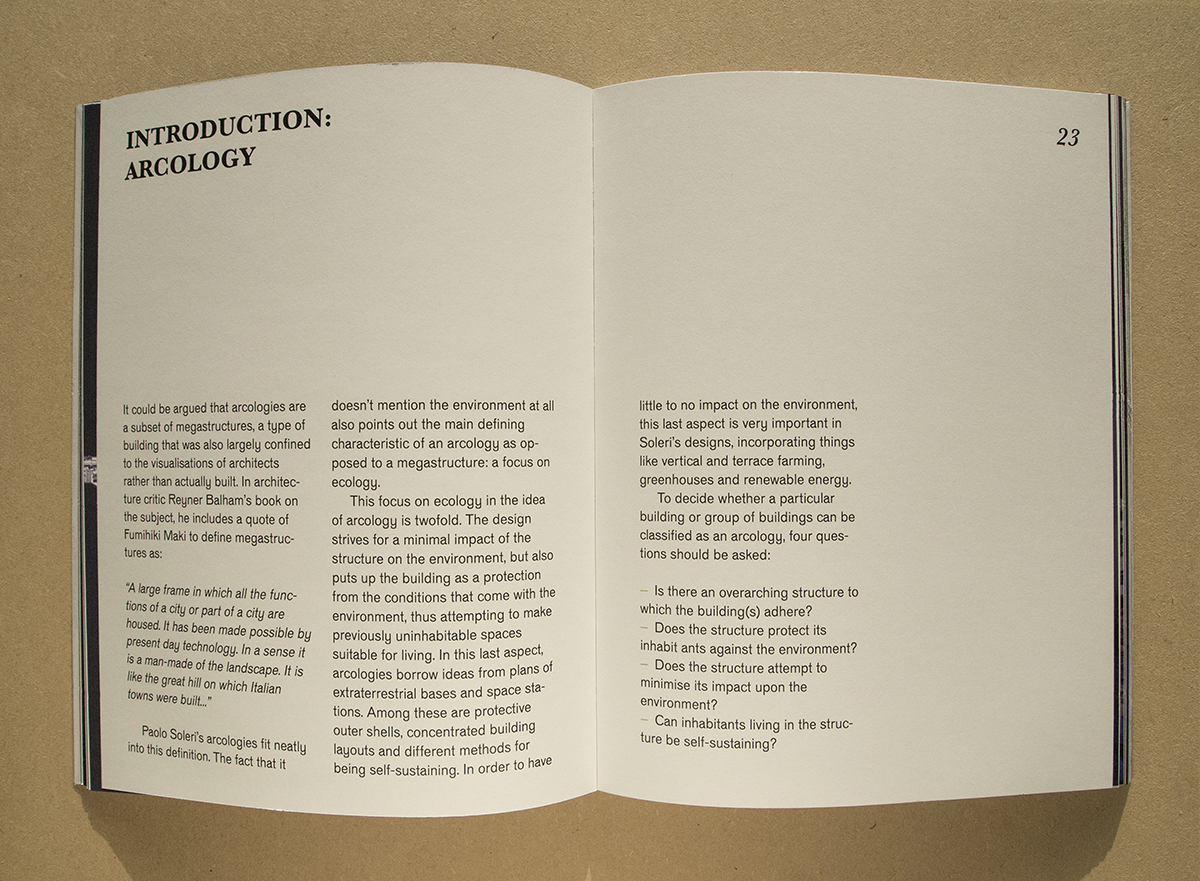 INTRODUCTION:
ARCOLOGY
It could be argued that arcologies are
a subset of megastructures, a type of
building that was also largely confined
to the visualisations of architects
rather than actually built. In architec-
ture critic Reyner Balham's book on
the subject, he includes a quote of
Fumihiki Maki to define megastruc-
tures as:
“A large frame in which all the func-
tions of a city or part of a city are
housed. It has been made possible by
present day technology. In a sense it
is a man-made of the landscape. It is
like the great hill on which Italian
towns were built...”
Paolo Soleri's arcologies fit neatly
into this definition. The fact that it
doesn't mention the environment at all
also points out the main defining
characteristic of an arcology as op-
posed to a megastructure: a focus on
ecology.
This focus on ecology in the idea
of arcology is twofold. The design
strives for a minimal impact of the
structure on the environment, but also
puts up the building as a protection
from the conditions that come with the
environment, thus attempting to make
previously uninhabitable spaces
suitable for living. In this last aspect,
arcologies borrow ideas from plans of
extraterrestrial bases and space sta-
tions. Among these are protective
outer shells, concentrated building
layouts and different methods for
being self-sustaining. In order to have
23
little to no impact on the environment,
this last aspect is very important in
Soleri's designs, incorporating things
like vertical and terrace farming,
greenhouses and renewable energy.
To decide whether a particular
building or group of buildings can be
classified as an arcology, four ques-
tions should be asked:
– Is there an overarching structure to
which the building(s) adhere?
– Does the structure protect its
inhabit ants against the environment?
– Does the structure attempt to
minimise its impact upon the
environment?
– Can inhabitants living in the struc-
ture be self-sustaining?